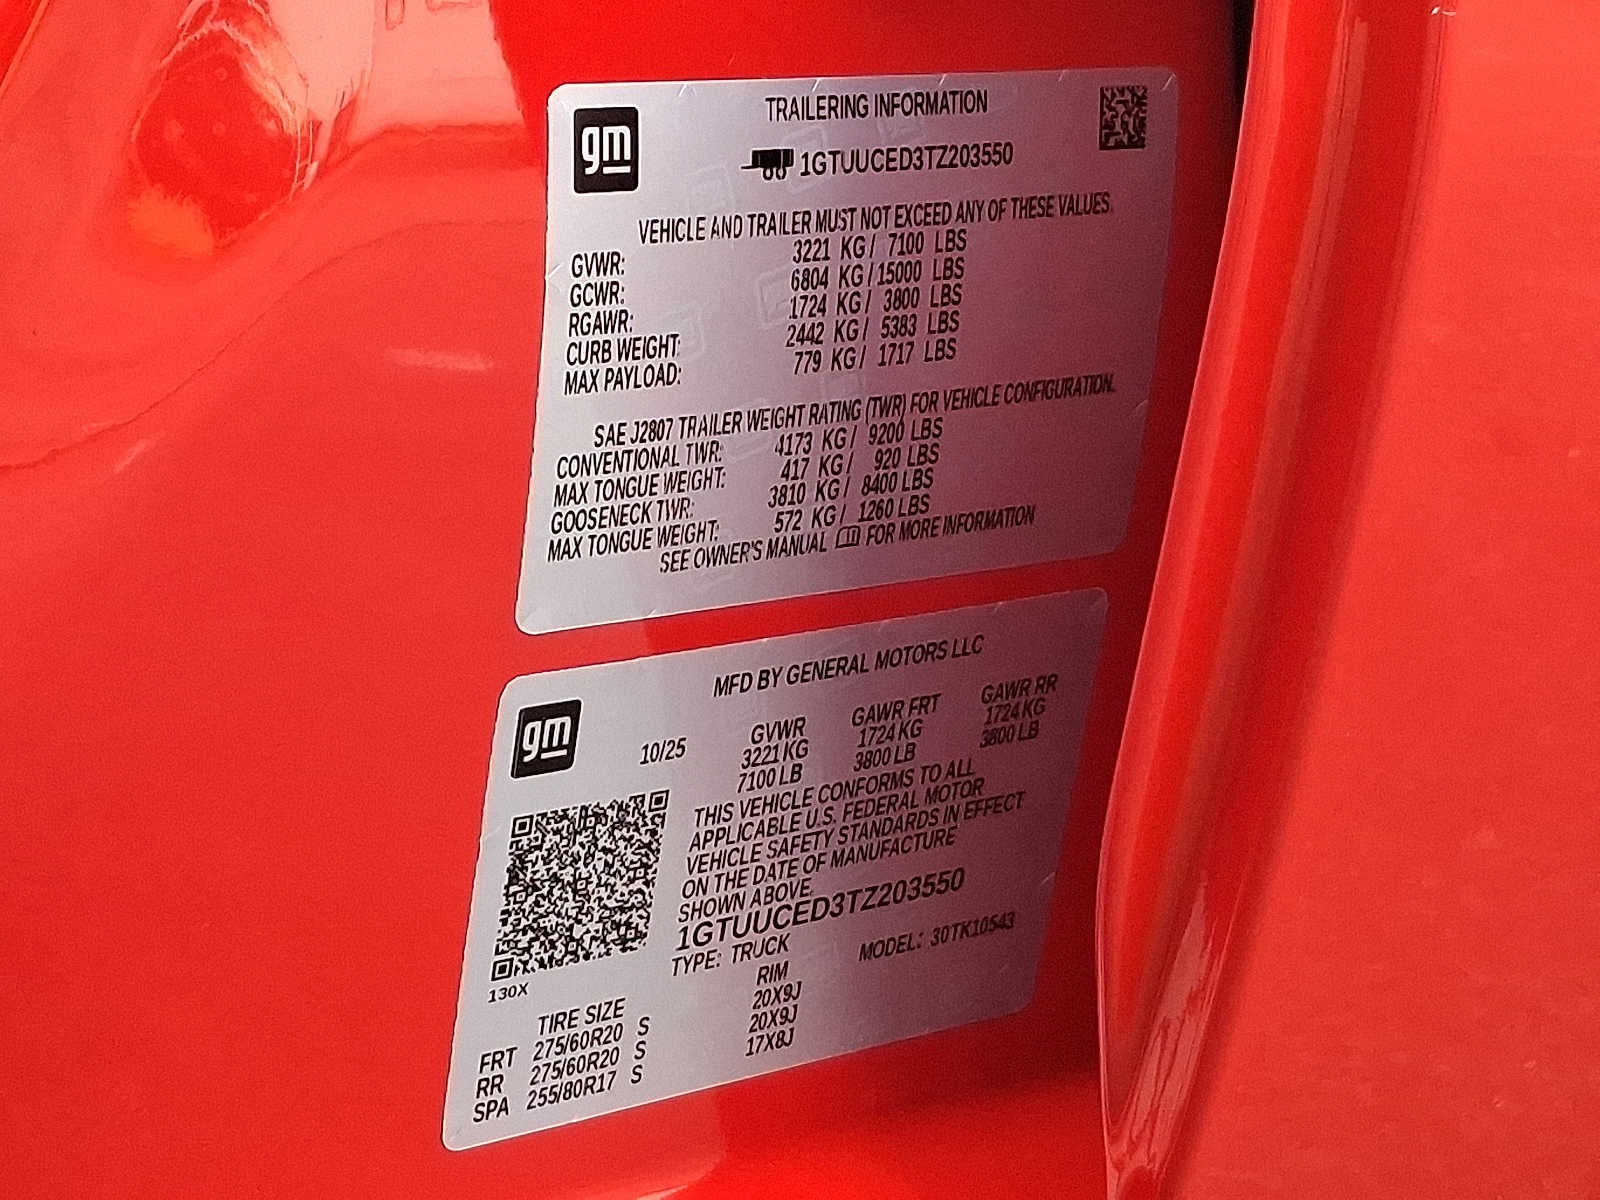 gm
TRAILERING INFORMATION
1GTUUCED3TZ203550
VEHICLE AND TRAILER MUST NOT EXCEED ANY OF THESE VALUES.
GVWR: 3221 KG / 7100 LBS
GCWR: 6804 KG / 15000 LBS
RGAWR: 1724 KG / 3800 LBS
CURB WEIGHT: 2442 KG / 5383 LBS
MAX PAYLOAD: 779 KG / 1717 LBS
SAE J2807 TRAILER WEIGHT RATING (TWR) FOR VEHICLE CONFIGURATION.
CONVENTIONAL TWR: 4173 KG / 9200 LBS
MAX TONGUE WEIGHT: 417 KG / 920 LBS
GOOSENECK TWR: 3810 KG / 8400 LBS
MAX TONGUE WEIGHT: 572 KG / 1260 LBS
SEE OWNER'S MANUAL FOR MORE INFORMATION
MFD BY GENERAL MOTORS LLC
gm
10/25
GVWR GAWR FRT GAWR RR
3221 KG 1724 KG 1724 KG
7100 LB 3800 LB 3800 LB
THIS VEHICLE CONFORMS TO ALL
APPLICABLE U.S. FEDERAL MOTOR
VEHICLE SAFETY STANDARDS IN EFFECT
ON THE DATE OF MANUFACTURE
SHOWN ABOVE.
1GTUUCED3TZ203550
TYPE: TRUCK MODEL: 30TK10543
130X
TIRE SIZE RIM
FRT 275/60R20 S 20X9J
RR 275/60R20 S 20X9J
SPA 255/80R17 S 17X8J